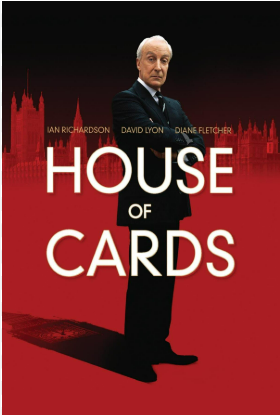 IAN RICHARDSON DAVID LYON DIANE FLETCHER
HOUSE
OF
CARDS